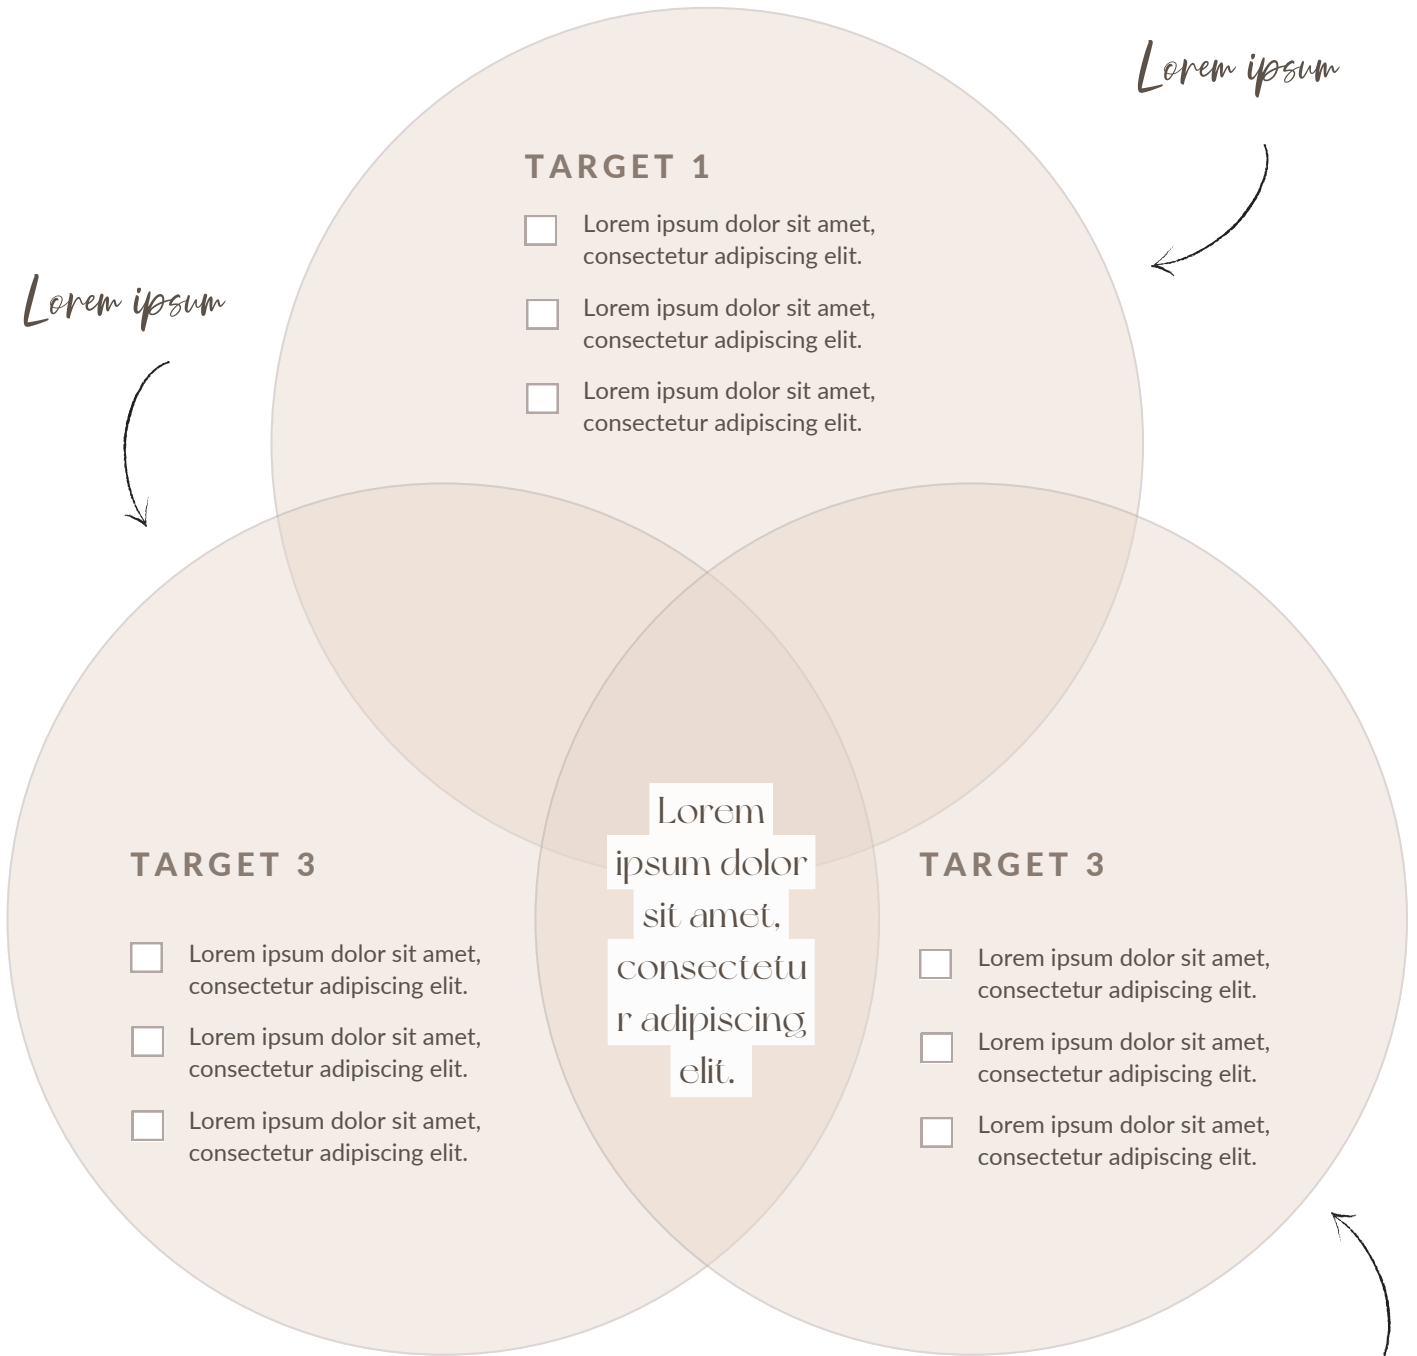 Lorem ipsum
TARGET 1
Lorem ipsum dolor sit amet,
consectetur adipiscing elit.
Lorem ipsum dolor sit amet,
consectetur adipiscing elit.
Lorem ipsum dolor sit amet,
consectetur adipiscing elit.
Lorem ipsum
Lorem
ipsum dolor
sit amet,
consectetu
r adipiscing
elit.
TARGET 3
Lorem ipsum dolor sit amet,
consectetur adipiscing elit.
Lorem ipsum dolor sit amet,
consectetur adipiscing elit.
Lorem ipsum dolor sit amet,
consectetur adipiscing elit.
TARGET 3
Lorem ipsum dolor sit amet,
consectetur adipiscing elit.
Lorem ipsum dolor sit amet,
consectetur adipiscing elit.
Lorem ipsum dolor sit amet,
consectetur adipiscing elit.